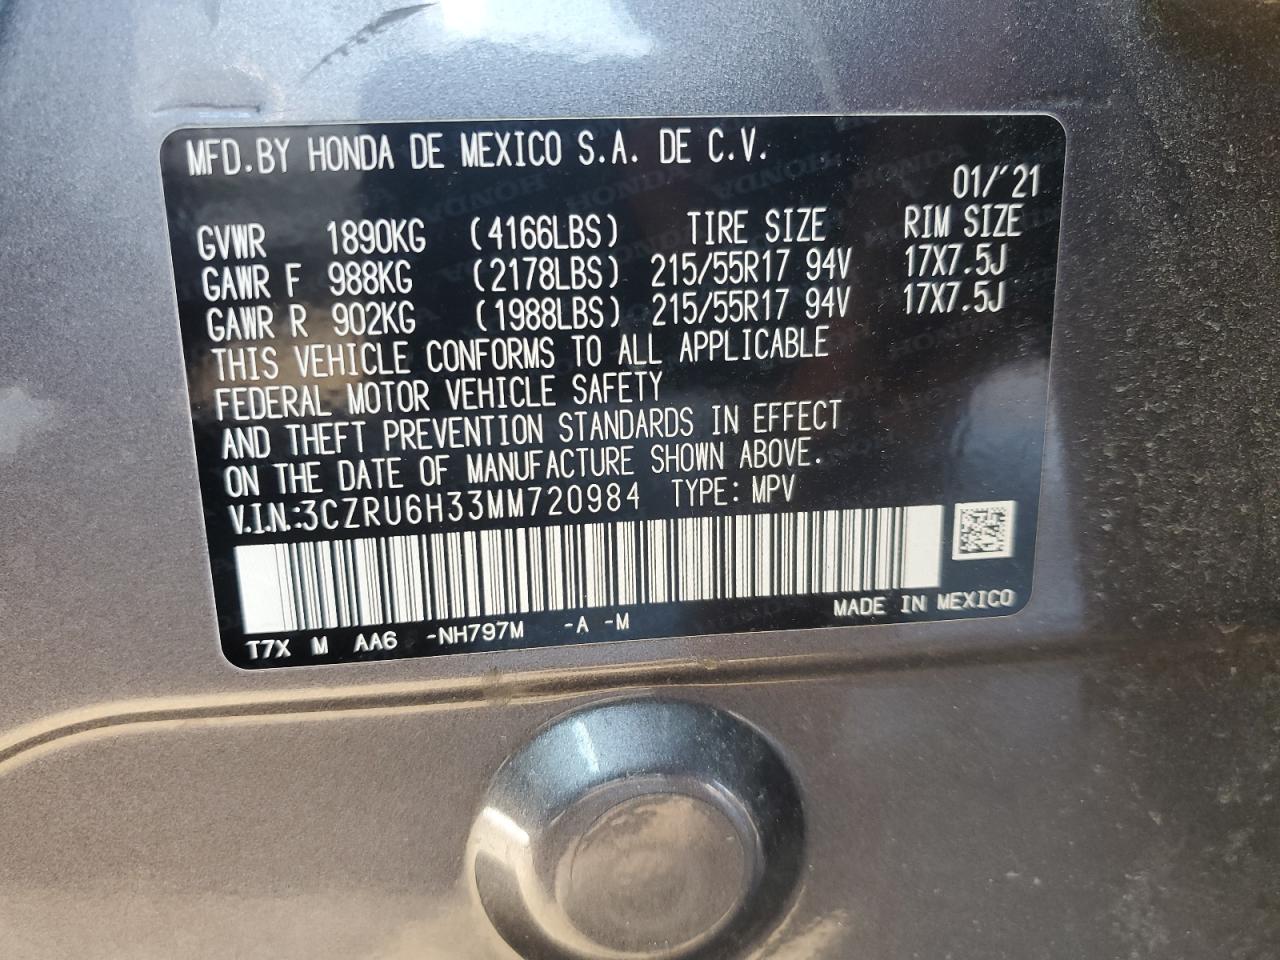 MFD.BY HONDA DE MEXICO S.A. DE C.V.
01/'21
GVWR 1890KG (4166LBS) TIRE SIZE RIM SIZE
GAWR F 988KG (2178LBS) 215/55R17 94V 17X7.5J
GAWR R 902KG (1988LBS) 215/55R17 94V 17X7.5J
THIS VEHICLE CONFORMS TO ALL APPLICABLE
FEDERAL MOTOR VEHICLE SAFETY
AND THEFT PREVENTION STANDARDS IN EFFECT
ON THE DATE OF MANUFACTURE SHOWN ABOVE.
V.I.N.:3CZRU6H33MM720984 TYPE: MPV
T7X M AA6 -NH797M -A -M MADE IN MEXICO